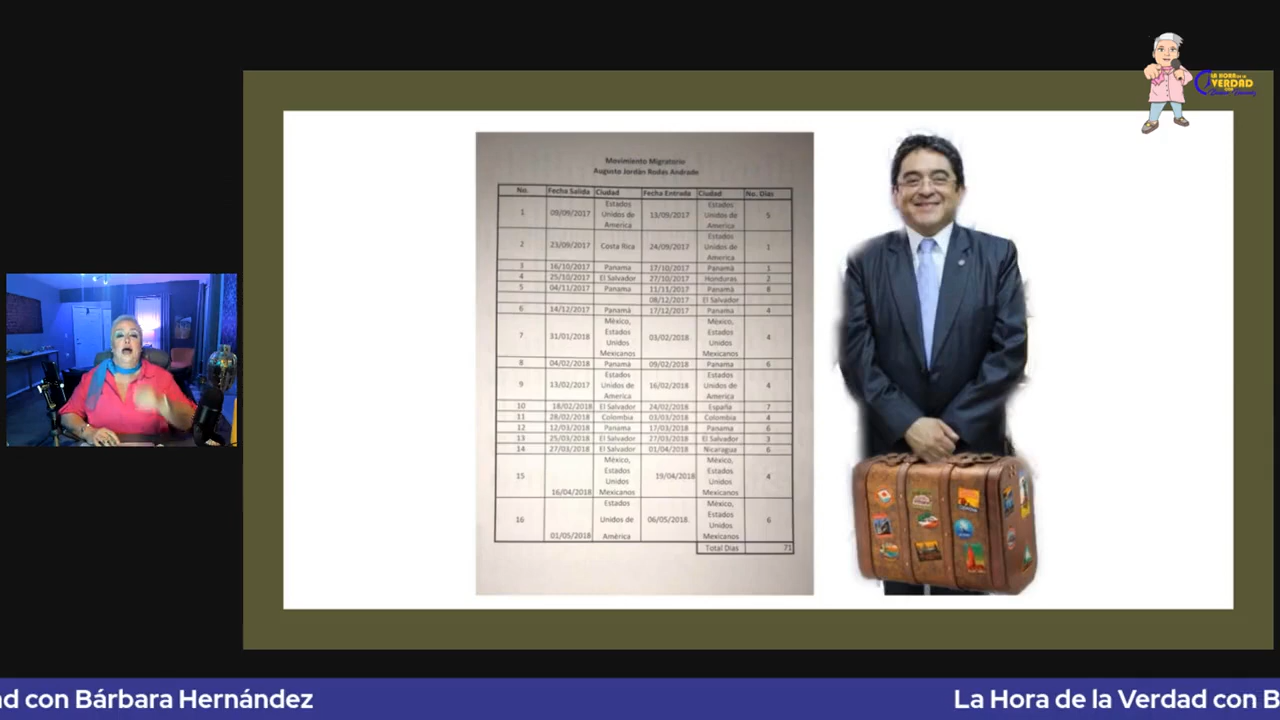 LA HORA DE LA
VERDAD
CON
Movimiento Migratorio
Augusto Jordán Rodas Andrade
No. Fecha Salida Ciudad Fecha Entrada Ciudad No. Dias
1 09/09/2017 Estados Unidos de America 13/09/2017 Estados Unidos de America 5
2 23/09/2017 Costa Rica 24/09/2017 Estados Unidos de America 1
3 16/10/2017 Panama 17/10/2017 Panamá 1
4 25/10/2017 El Salvador 27/10/2017 Honduras 2
5 04/11/2017 Panama 11/11/2017 Panamá 8
08/12/2017 El Salvador
6 14/12/2017 Panamá 17/12/2017 Panama 4
7 31/01/2018 México, Estados Unidos Mexicanos 03/02/2018 México, Estados Unidos Mexicanos 4
8 04/02/2018 Panamá 09/02/2018 Panama 6
9 13/02/2017 Estados Unidos de America 16/02/2018 Estados Unidos de America 4
10 18/02/2018 El Salvador 24/02/2018 España 7
11 28/02/2018 Colombia 03/03/2018 Colombia 4
12 12/03/2018 Panama 17/03/2018 Panama 6
13 25/03/2018 El Salvador 27/03/2018 El Salvador 3
14 27/03/2018 El Salvador 01/04/2018 Nicaragua 6
15 16/04/2018 México, Estados Unidos Mexicanos 19/04/2018 México, Estados Unidos Mexicanos 4
16 01/05/2018 Estados Unidos de América 06/05/2018. México, Estados Unidos Mexicanos 6
Total Dias 71
ad con Bárbara Hernández La Hora de la Verdad con B